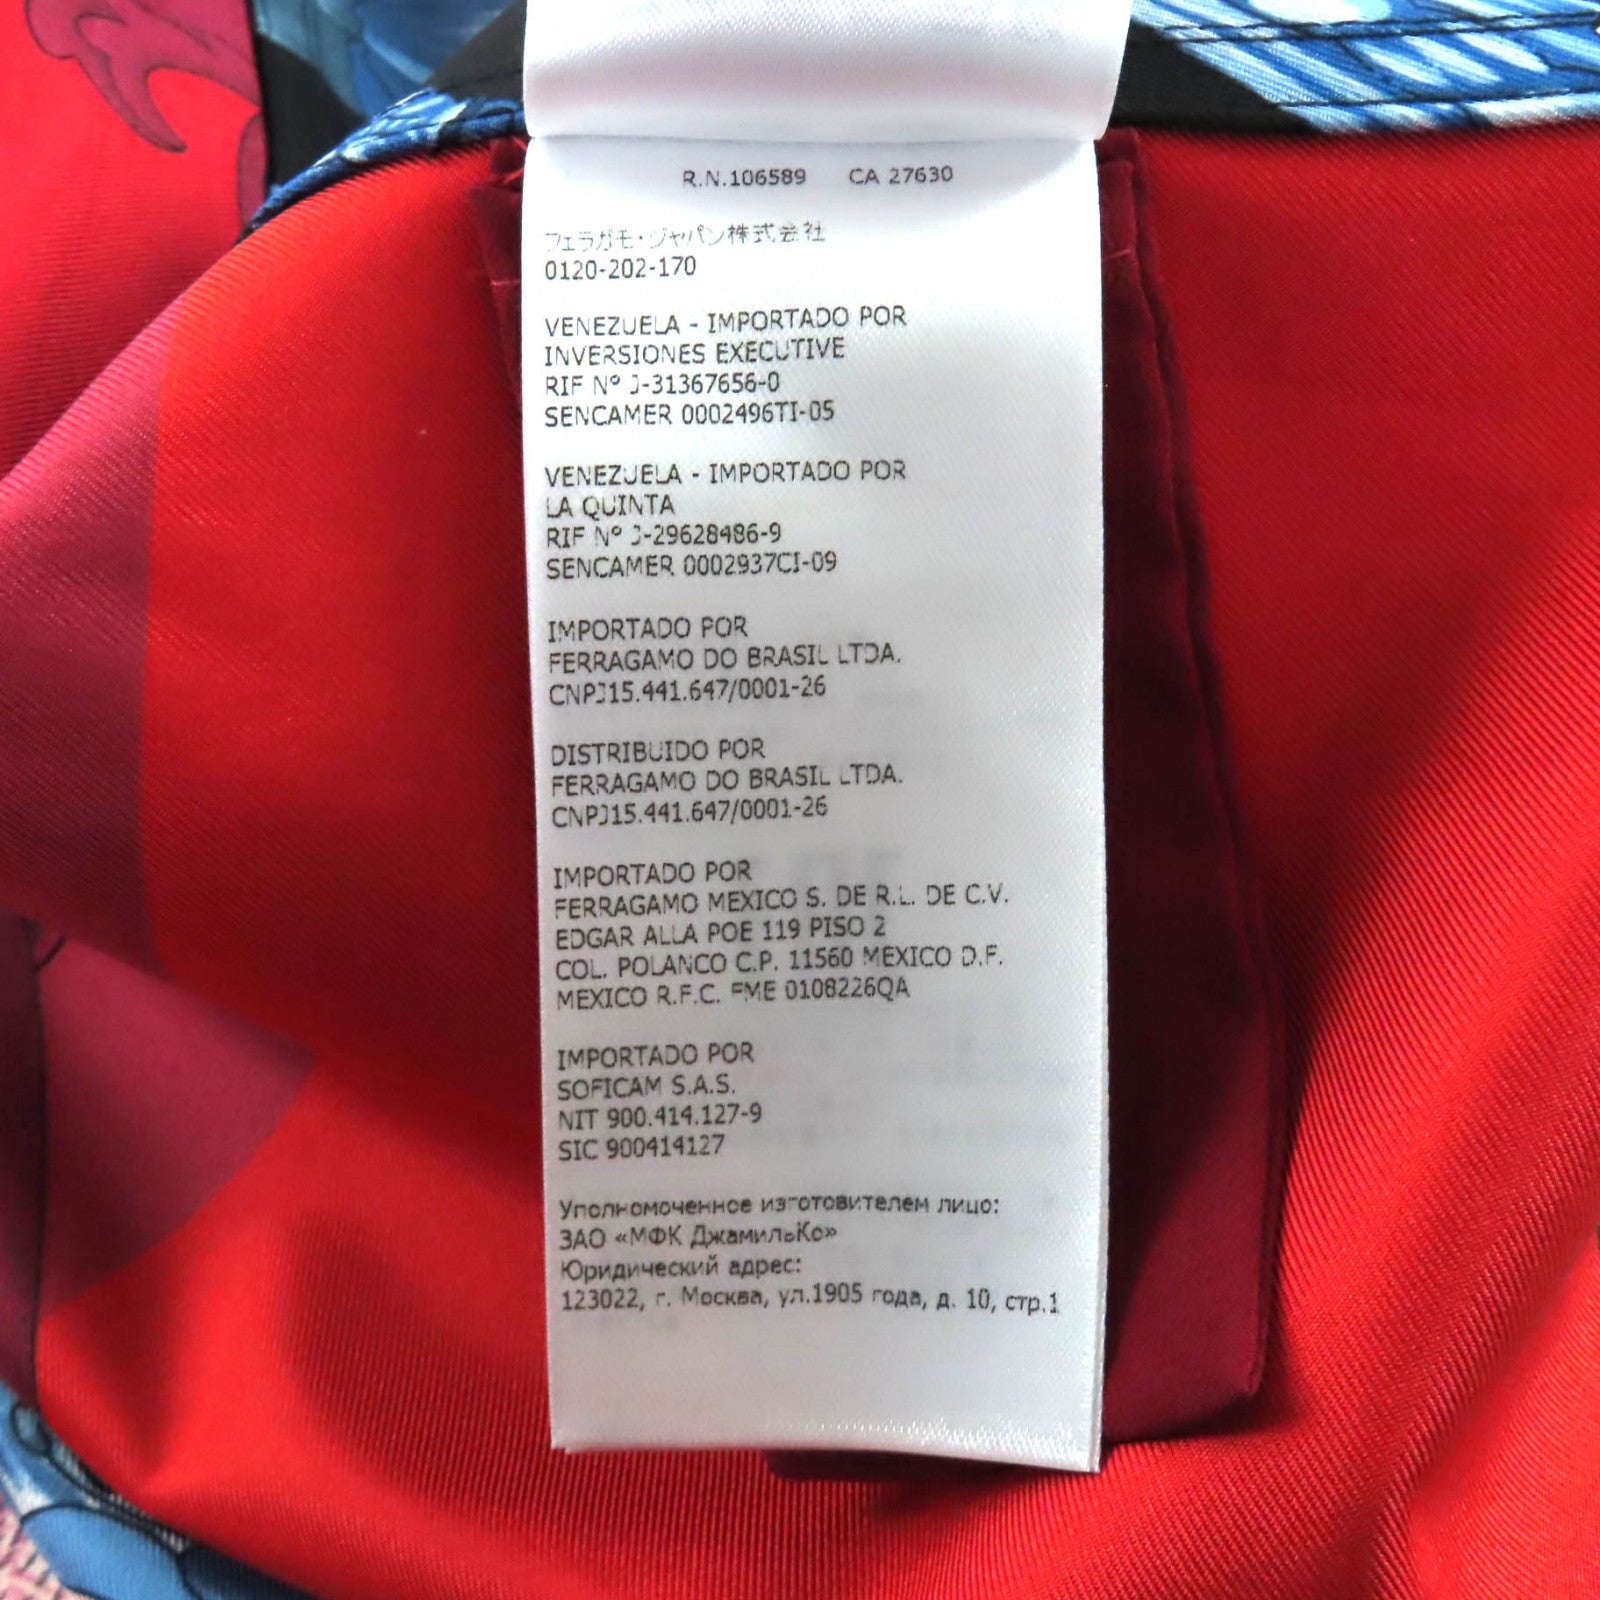 R.N.106589 CA 27630
フェラガモ・ジャパン株式会社
0120-202-170
VENEZUELA - IMPORTADO POR
INVERSIONES EXECUTIVE
RIF Nº J-31367656-0
SENCAMER 0002496TI-05
VENEZUELA - IMPORTADO POR
LA QUINTA
RIF Nº J-29628486-9
SENCAMER 0002937CI-09
IMPORTADO POR
FERRAGAMO DO BRASIL LTDA.
CNPJ15.441.647/0001-26
DISTRIBUIDO POR
FERRAGAMO DO BRASIL LTDA.
CNPJ15.441.647/0001-26
IMPORTADO POR
FERRAGAMO MEXICO S. DE R.L. DE C.V.
EDGAR ALLA POE 119 PISO 2
COL. POLANCO C.P. 11560 MEXICO D.F.
MEXICO R.F.C. FME 0108226QA
IMPORTADO POR
SOFICAM S.A.S.
NIT 900.414.127-9
SIC 900414127
Уполномоченное изготовителем лицо:
ЗАО «МФК ДжамильКо»
Юридический адрес:
123022, г. Москва, ул.1905 года, д. 10, стр.1